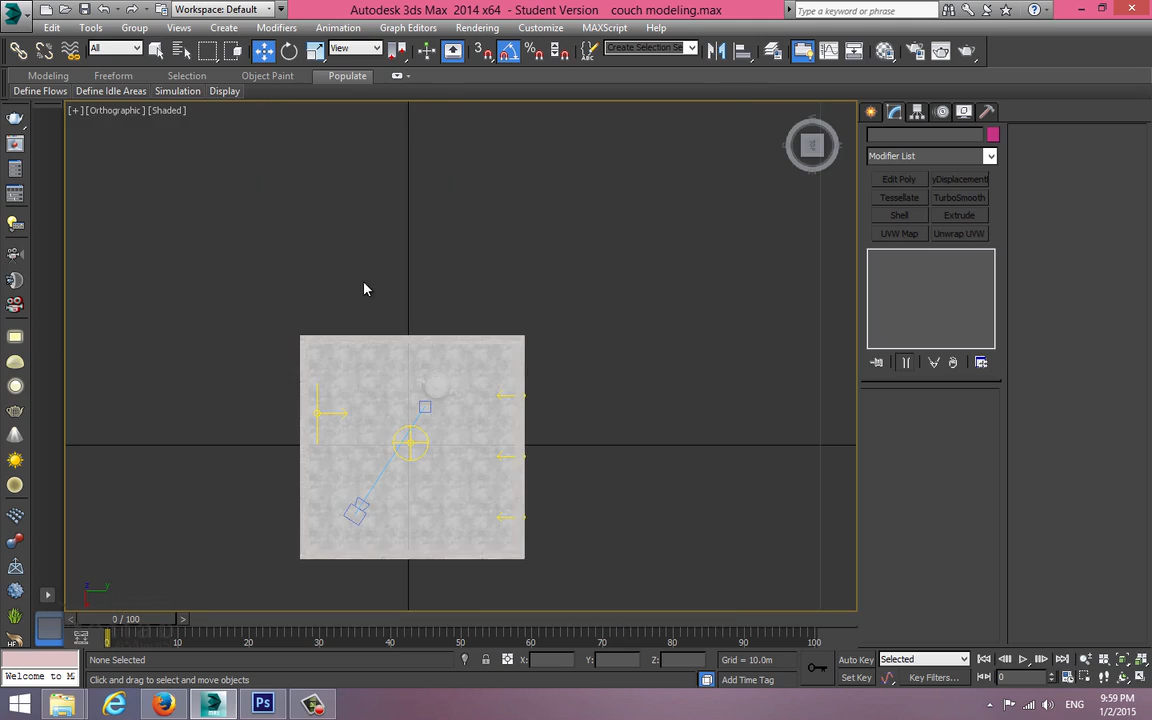 Workspace: Default
Autodesk 3ds Max  2014 x64  - Student Version    couch modeling.max
Type a keyword or phrase
Edit
Tools
Group
Views
Create
Modifiers
Animation
Graph Editors
Rendering
Customize
MAXScript
Help
All
View
3
Create Selection Se
Modeling
Freeform
Selection
Object Paint
Populate
Define Flows
Define Idle Areas
Simulation
Display
[+] [Orthographic] [Shaded]
Modifier List
Edit Poly
yDisplacement
Tessellate
TurboSmooth
Shell
Extrude
UVW Map
Unwrap UVW
z
y
< 0 / 100 >
0
10
20
30
40
50
60
70
80
90
100
None Selected
X:
Y:
Z:
Grid = 10.0m
Auto Key
Selected
Welcome to M
Click and drag to select and move objects
Add Time Tag
Set Key
Key Filters...
0
Ps
MAX
ENG
9:59 PM
1/2/2015